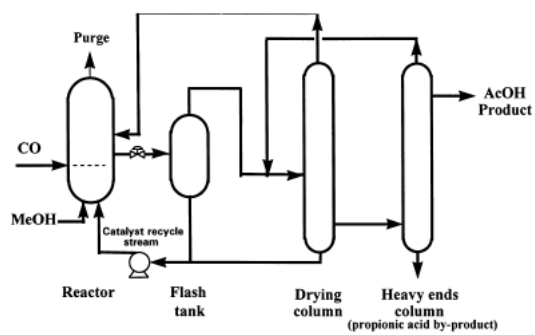 Purge
AcOH
Product
CO
MeOH
Catalyst recycle
stream
Reactor
Flash
tank
Drying
column
Heavy ends
column
(propionic acid by-product)